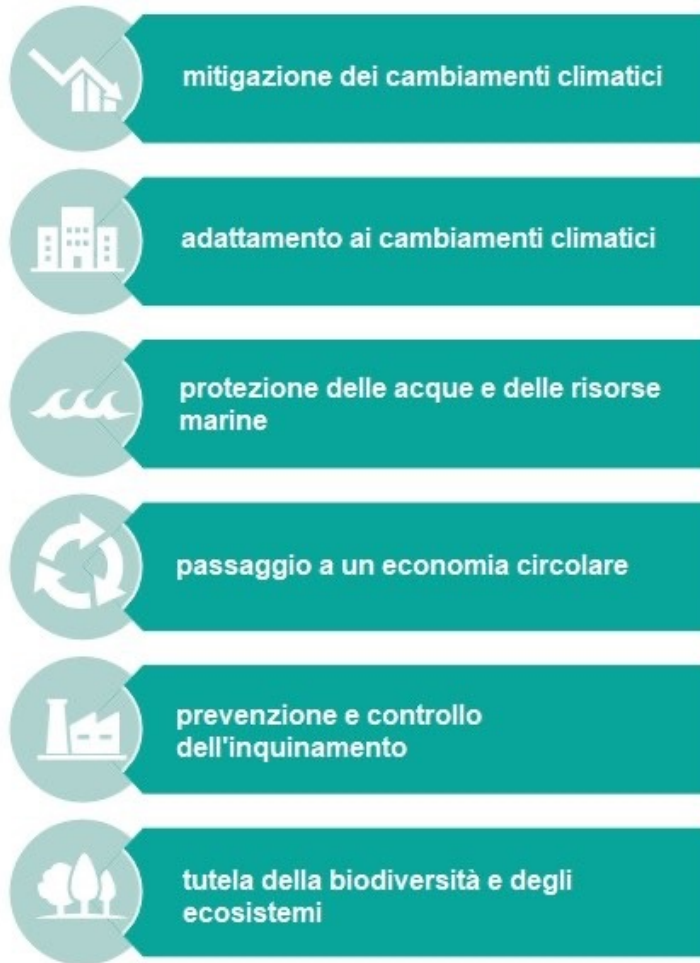 mitigazione dei cambiamenti climatici
adattamento ai cambiamenti climatici
protezione delle acque e delle risorse
marine
passaggio a un economia circolare
prevenzione e controllo
dell'inquinamento
tutela della biodiversità e degli
ecosistemi